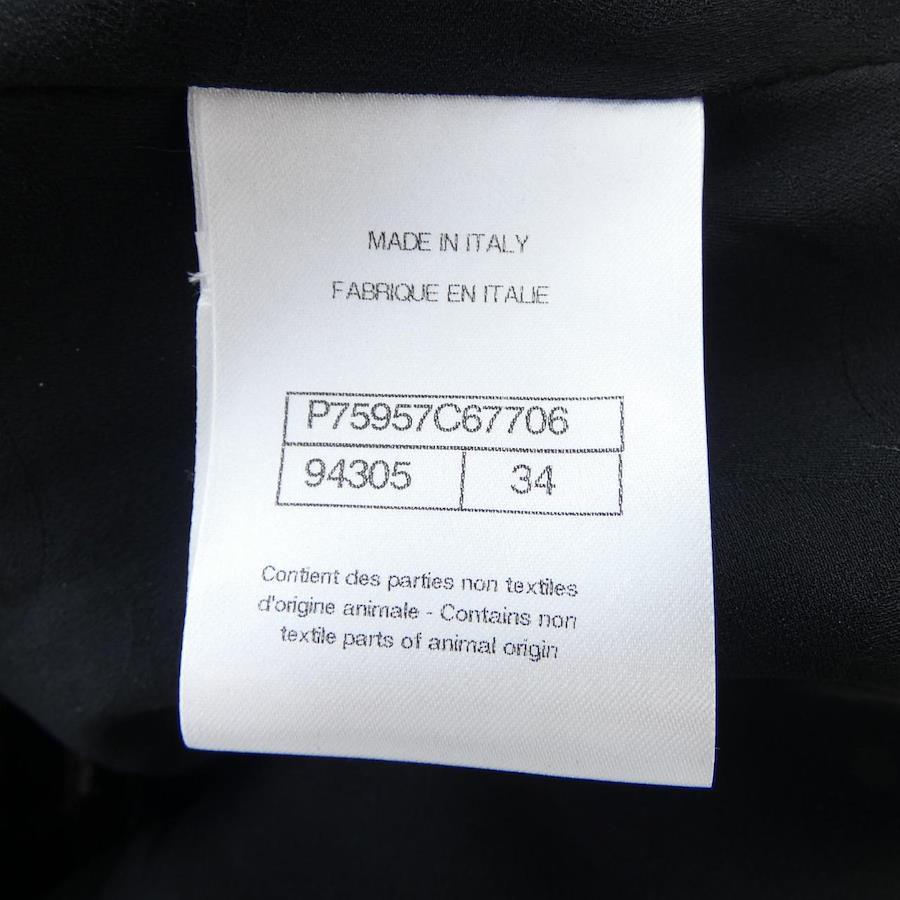 MADE IN ITALY
FABRIQUE EN ITALIE
P75957C67706
94305 34
Contient des parties non textiles
d'origine animale - Contains non
textile parts of animal origin